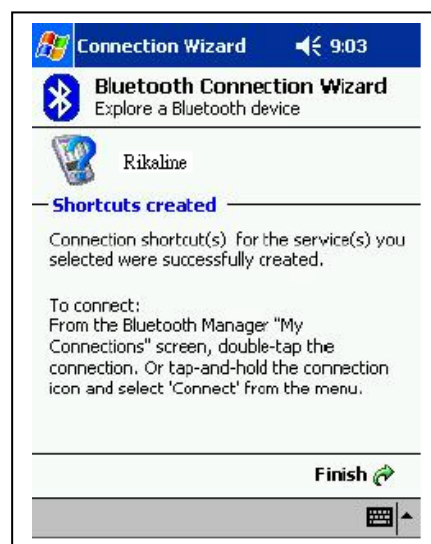 Connection Wizard 9:03
Bluetooth Connection Wizard
Explore a Bluetooth device
Rikaline
Shortcuts created
Connection shortcut(s) for the service(s) you
selected were successfully created.
To connect:
From the Bluetooth Manager "My
Connections" screen, double-tap the
connection. Or tap-and-hold the connection
icon and select 'Connect' from the menu.
Finish